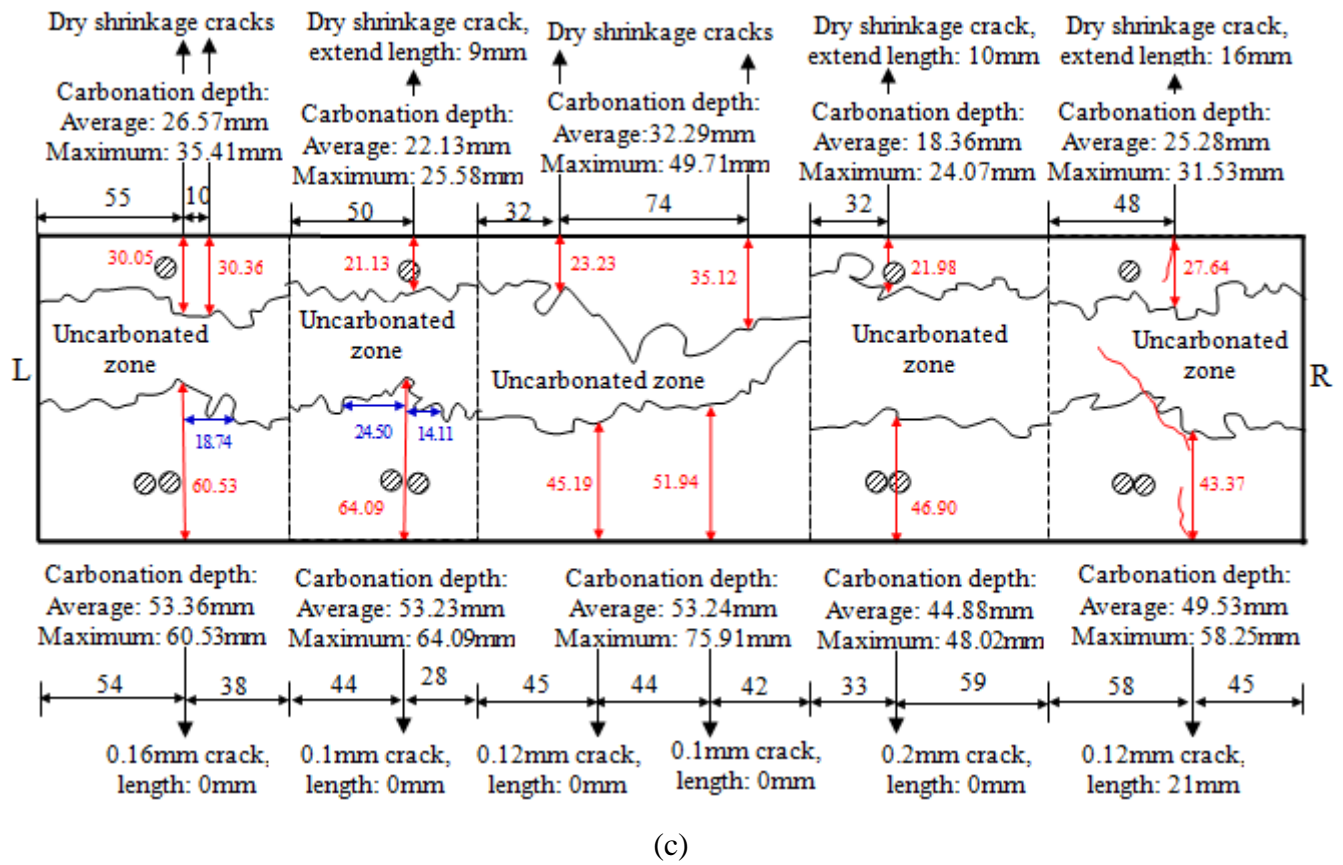 Dry shrinkage cracks
Dry shrinkage crack,
extend length: 9mm
Dry shrinkage cracks
Dry shrinkage crack,
extend length: 10mm
Dry shrinkage crack,
extend length: 16mm
Carbonation depth:
Average: 26.57mm
Maximum: 35.41mm
Carbonation depth:
Average: 22.13mm
Maximum: 25.58mm
Carbonation depth:
Average:32.29mm
Maximum: 49.71mm
Carbonation depth:
Average: 18.36mm
Maximum: 24.07mm
Carbonation depth:
Average: 25.28mm
Maximum: 31.53mm
55
10
50
32
74
32
48
30.05
30.36
21.13
23.23
35.12
21.98
27.64
Uncarbonated
zone
Uncarbonated
zone
Uncarbonated zone
Uncarbonated
zone
Uncarbonated
zone
L
R
18.74
24.50
14.11
60.53
64.09
45.19
51.94
46.90
43.37
Carbonation depth:
Average: 53.36mm
Maximum: 60.53mm
Carbonation depth:
Average: 53.23mm
Maximum: 64.09mm
Carbonation depth:
Average: 53.24mm
Maximum: 75.91mm
Carbonation depth:
Average: 44.88mm
Maximum: 48.02mm
Carbonation depth:
Average: 49.53mm
Maximum: 58.25mm
54
38
44
28
45
44
42
33
59
58
45
0.16mm crack,
length: 0mm
0.1mm crack,
length: 0mm
0.12mm crack,
length: 0mm
0.1mm crack,
length: 0mm
0.2mm crack,
length: 0mm
0.12mm crack,
length: 21mm
(c)